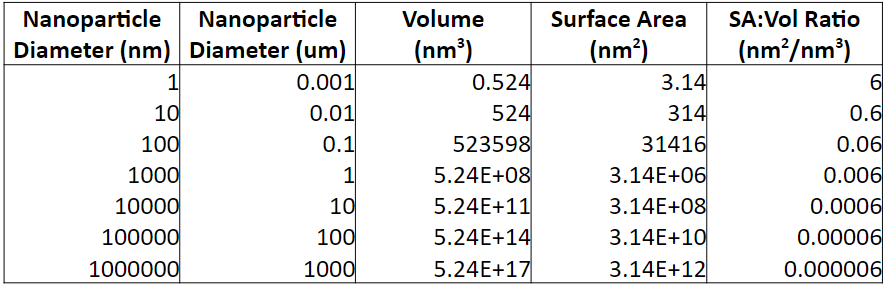 Nanoparticle Nanoparticle Volume Surface Area SA:Vol Ratio
Diameter (nm) Diameter (um) (nm³) (nm²) (nm²/nm³)
1 0.001 0.524 3.14 6
10 0.01 524 314 0.6
100 0.1 523598 31416 0.06
1000 1 5.24E+08 3.14E+06 0.006
10000 10 5.24E+11 3.14E+08 0.0006
100000 100 5.24E+14 3.14E+10 0.00006
1000000 1000 5.24E+17 3.14E+12 0.000006